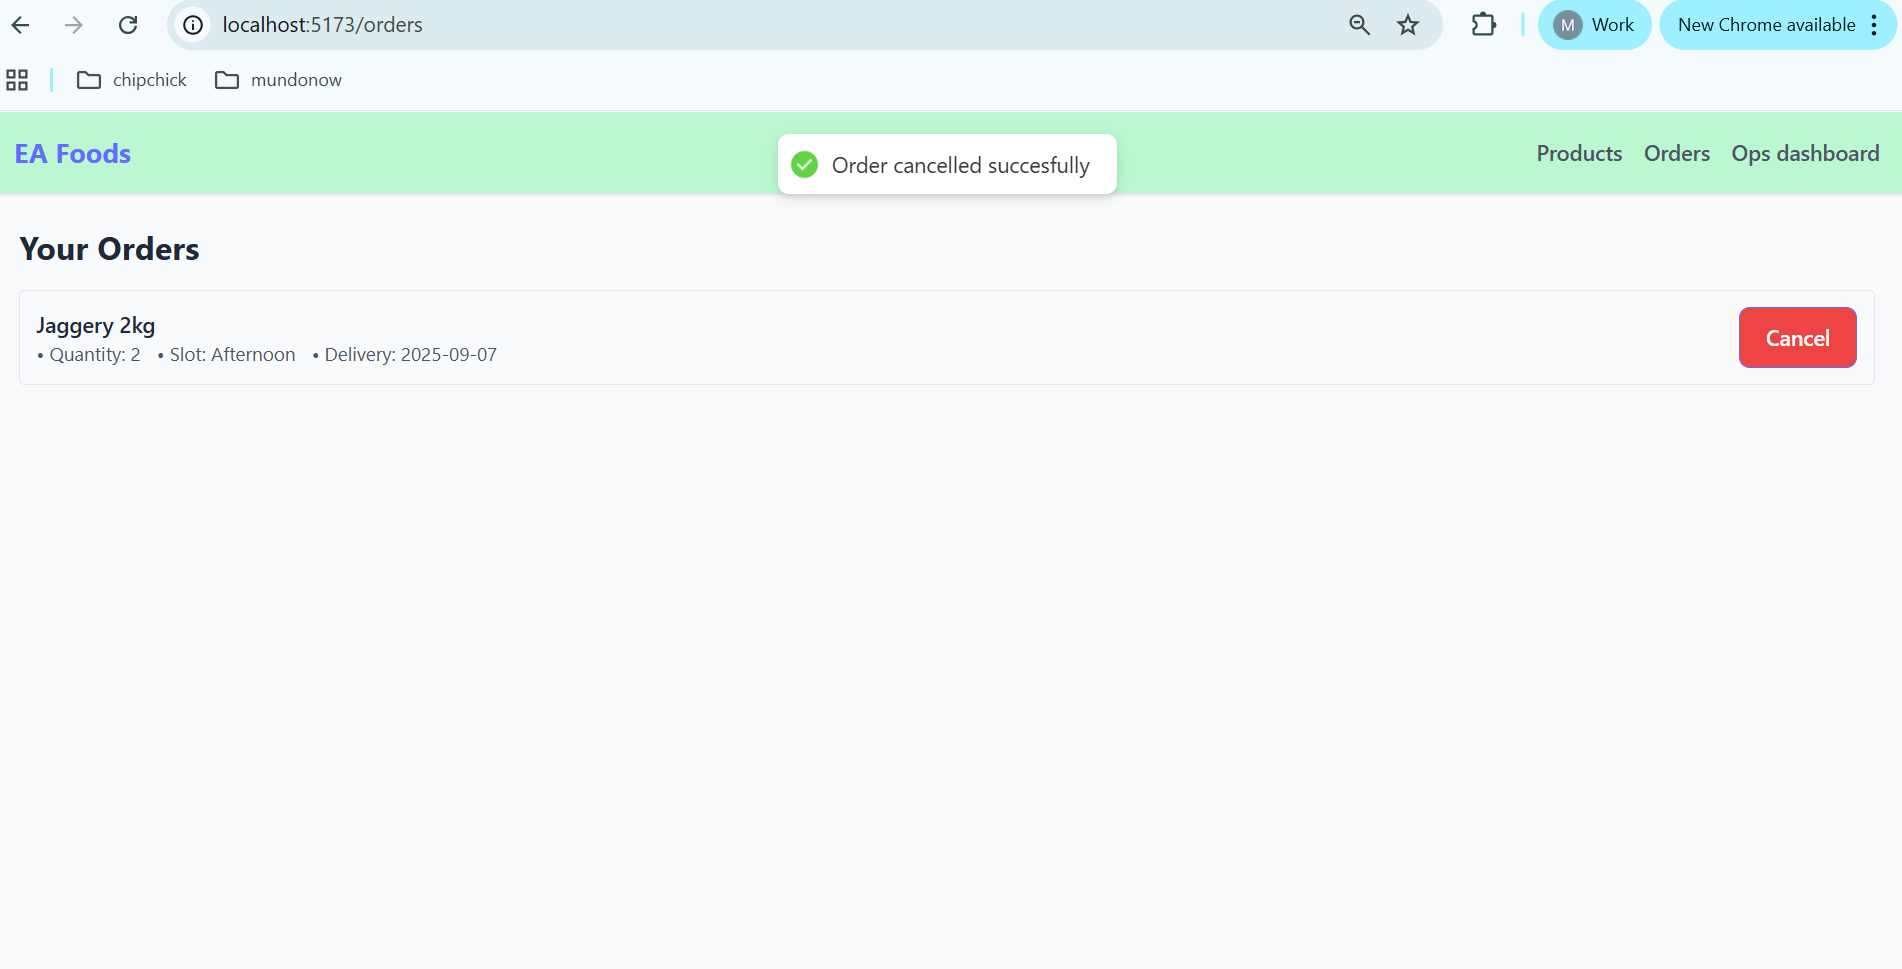 localhost:5173/orders
M Work
New Chrome available
chipchick
mundonow
EA Foods
Order cancelled succesfully
Products
Orders
Ops dashboard
Your Orders
Jaggery 2kg
• Quantity: 2 • Slot: Afternoon • Delivery: 2025-09-07
Cancel